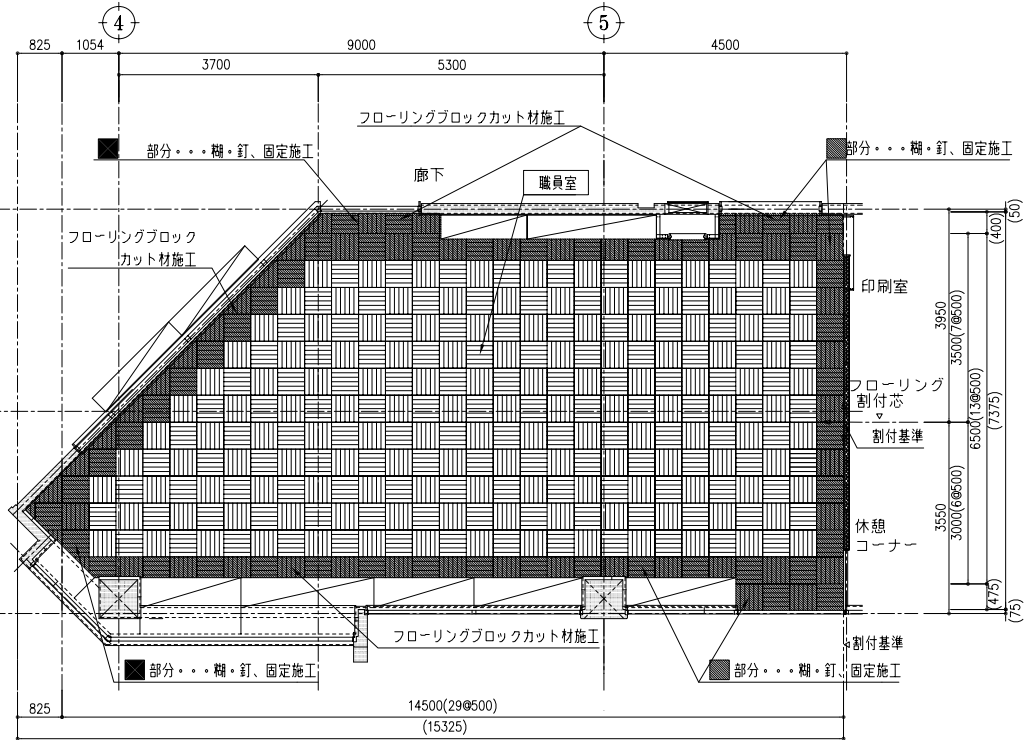 4
5
825
1054
9000
4500
3700
5300
フローリングブロックカット材施工
部分・・・糊・釘、固定施工
部分・・・糊・釘、固定施工
廊下
職員室
(50)
(400)
フローリングブロック
カット材施工
印刷室
3950
3500(7@500)
フローリング
割付芯
割付基準
6500(13@500)
(7375)
3550
3000(6@500)
休憩
コーナー
(475)
(75)
フローリングブロックカット材施工
割付基準
部分・・・糊・釘、固定施工
部分・・・糊・釘、固定施工
825
14500(29@500)
(15325)